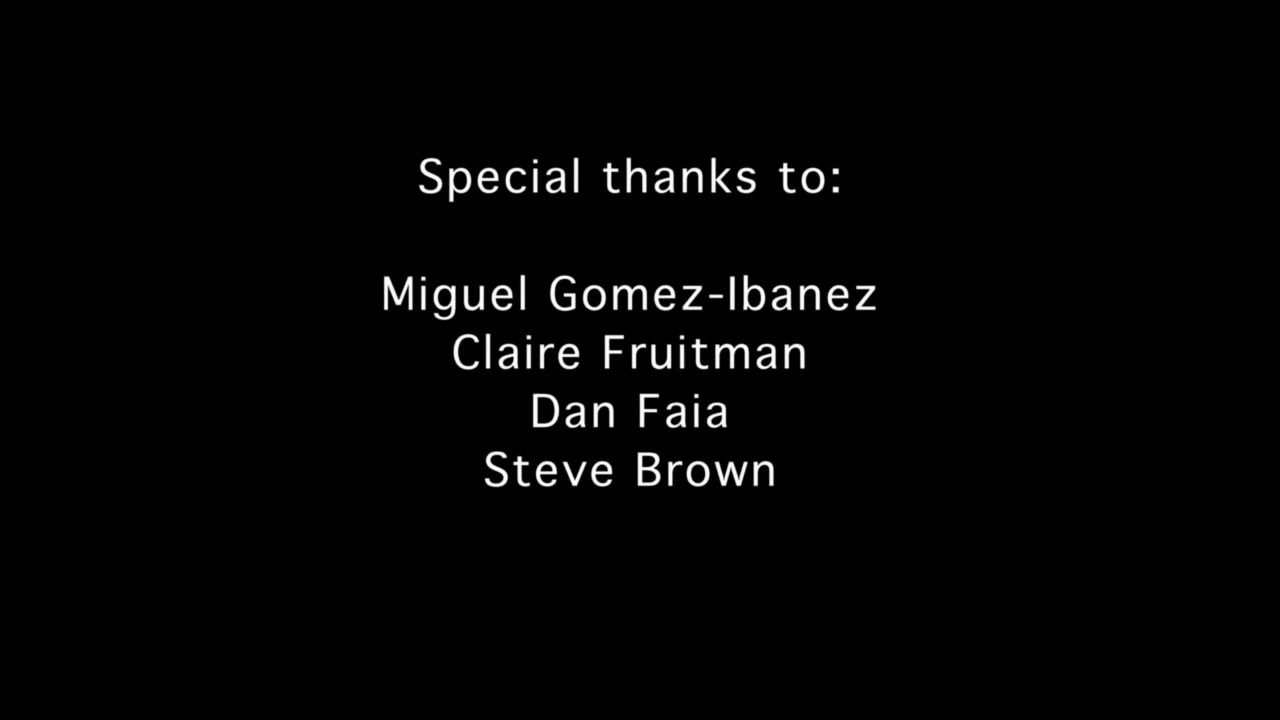 Special thanks to:
Miguel Gomez-Ibanez
Claire Fruitman
Dan Faia
Steve Brown